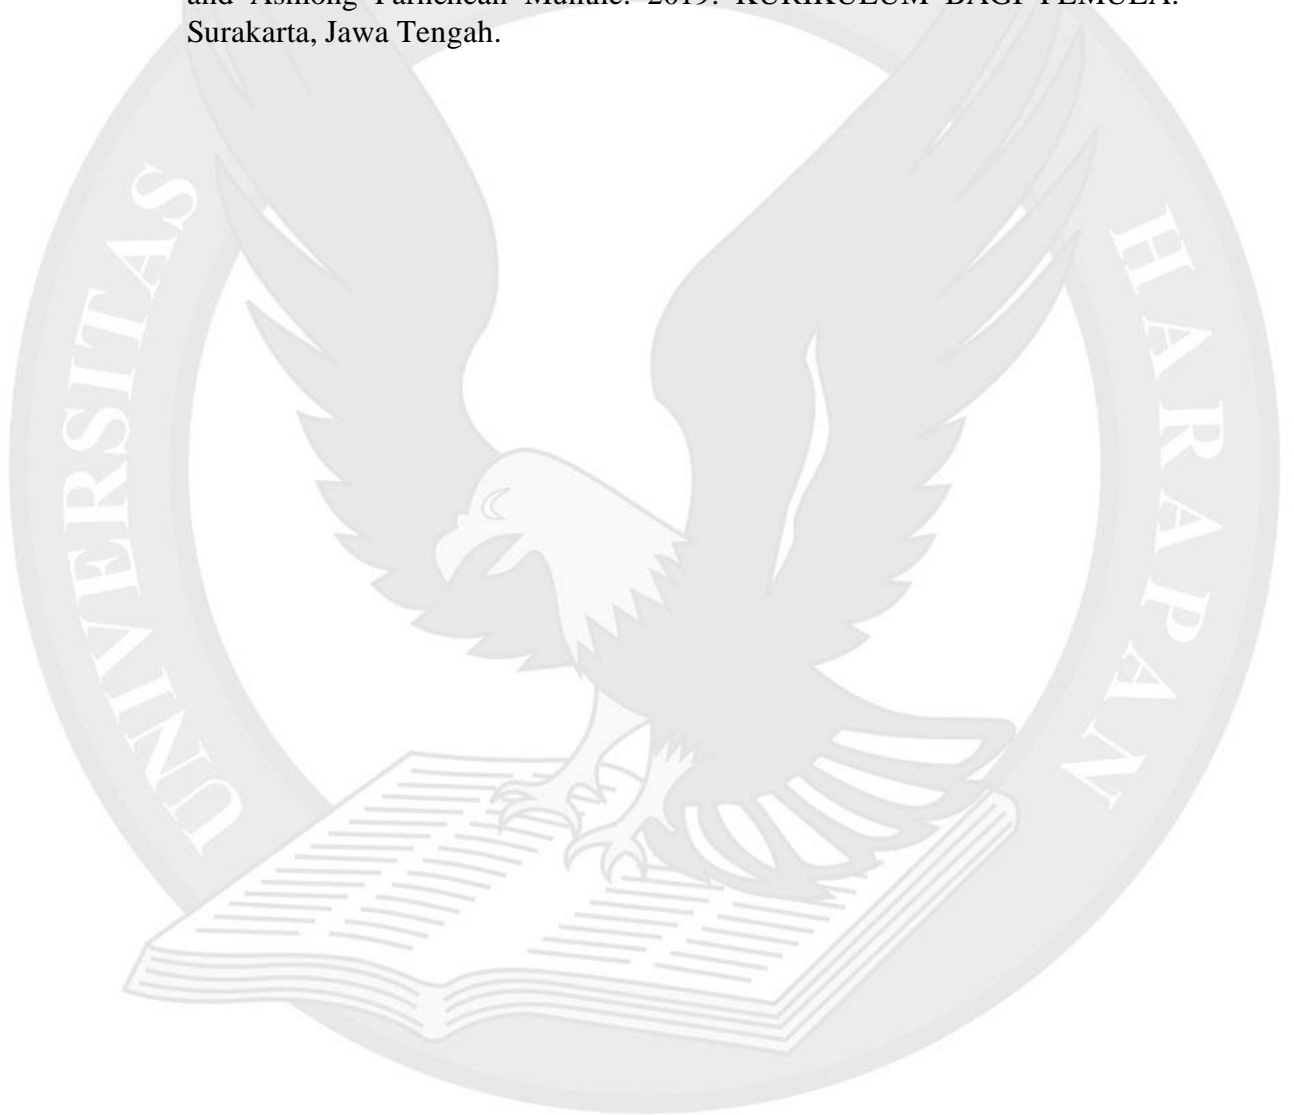 and 2019. KURIKULUM BAGI PEMULA.
Surakarta, Jawa Tengah.
UNIVERSITAS
HARAPAN